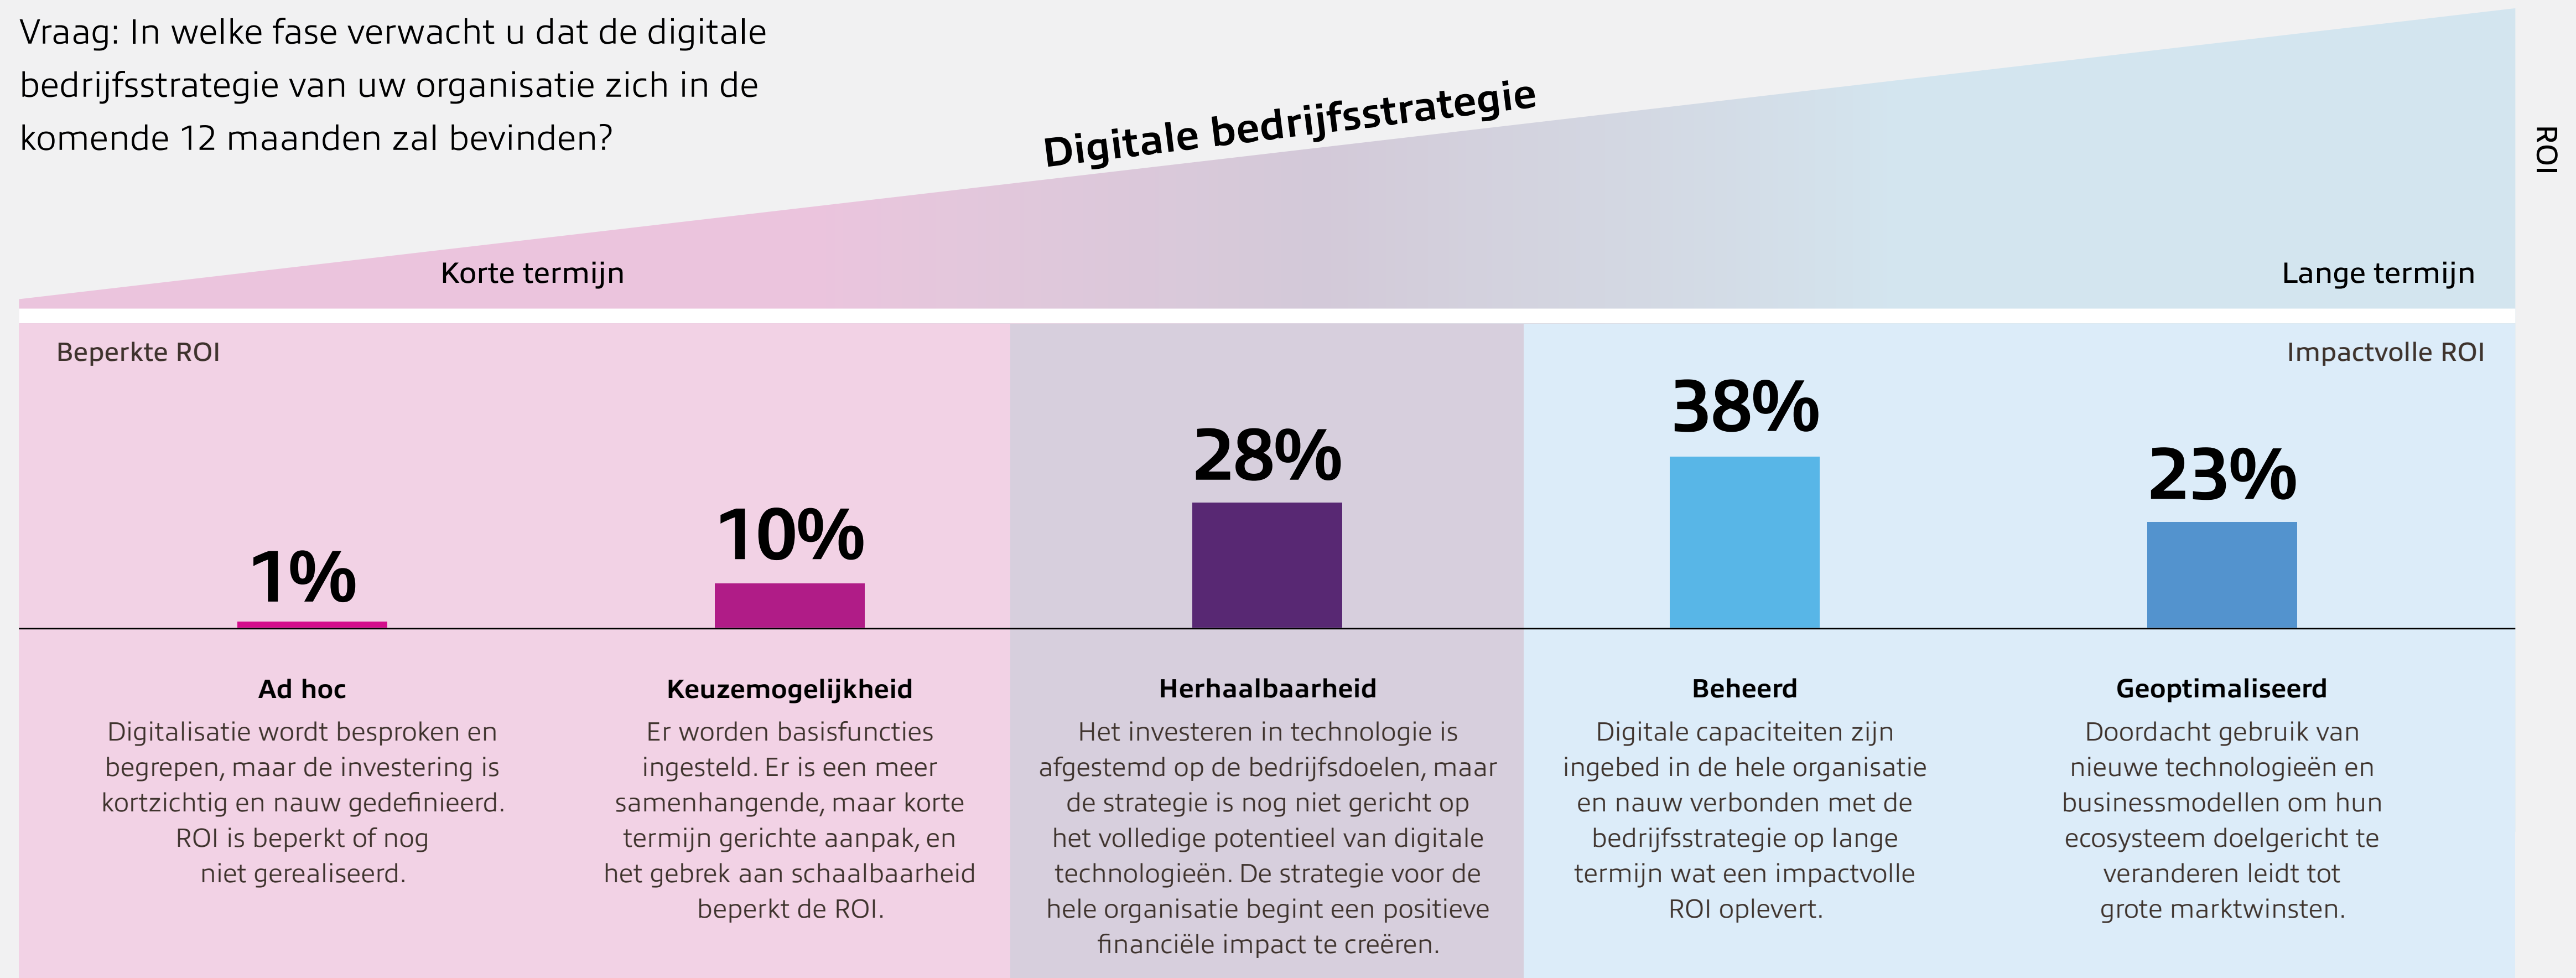 Vraag: In welke fase verwacht u dat de digitale
bedrijfsstrategie van uw organisatie zich in de
komende 12 maanden zal bevinden?
Digitale bedrijfsstrategie
ROI
Korte termijn
Lange termijn
Beperkte ROI
Impactvolle ROI
1%
10%
28%
38%
23%
Ad hoc
Digitalisatie wordt besproken en
begrepen, maar de investering is
kortzichtig en nauw gedefinieerd.
ROI is beperkt of nog
niet gerealiseerd.
Keuzemogelijkheid
Er worden basisfuncties
ingesteld. Er is een meer
samenhangende, maar korte
termijn gerichte aanpak, en
het gebrek aan schaalbaarheid
beperkt de ROI.
Herhaalbaarheid
Het investeren in technologie is
afgestemd op de bedrijfsdoelen, maar
de strategie is nog niet gericht op
het volledige potentieel van digitale
technologieën. De strategie voor de
hele organisatie begint een positieve
financiële impact te creëren.
Beheerd
Digitale capaciteiten zijn
ingebed in de hele organisatie
en nauw verbonden met de
bedrijfsstrategie op lange
termijn wat een impactvolle
ROI oplevert.
Geoptimaliseerd
Doordacht gebruik van
nieuwe technologieën en
businessmodellen om hun
ecosysteem doelgericht te
veranderen leidt tot
grote marktwinsten.